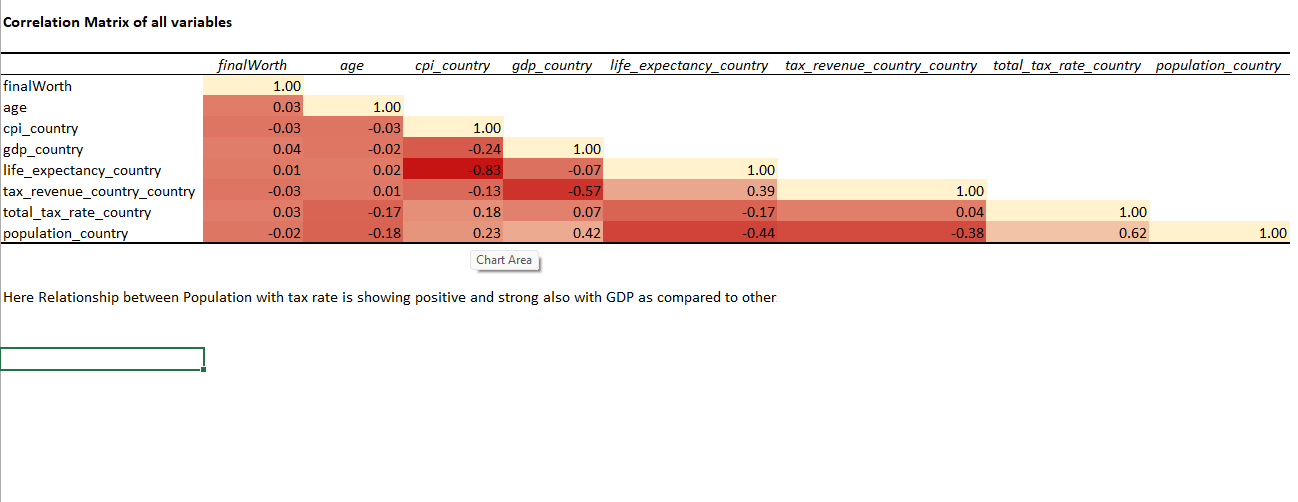 Correlation Matrix of all variables
finalWorth age cpi_country gdp_country life_expectancy_country tax_revenue_country_country total_tax_rate_country population_country
finalWorth 1.00
age 0.03 1.00
cpi_country -0.03 -0.03 1.00
gdp_country 0.04 -0.02 -0.24 1.00
life_expectancy_country 0.01 0.02 -0.83 -0.07 1.00
tax_revenue_country_country -0.03 0.01 -0.13 -0.57 0.39 1.00
total_tax_rate_country 0.03 -0.17 0.18 0.07 -0.17 0.04 1.00
population_country -0.02 -0.18 0.23 0.42 -0.44 -0.38 0.62 1.00
Chart Area
Here Relationship between Population with tax rate is showing positive and strong also with GDP as compared to other